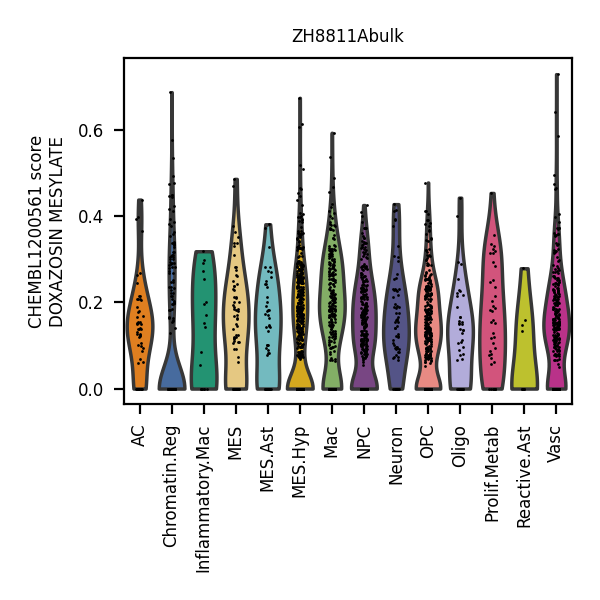 ZH8811Abulk
CHEMBL1200561 score
DOXAZOSIN MESYLATE
0.6
0.4
0.2
0.0
AC
Chromatin.Reg
Inflammatory.Mac
MES
MES.Ast
MES.Hyp
Mac
NPC
Neuron
OPC
Oligo
Prolif.Metab
Reactive.Ast
Vasc